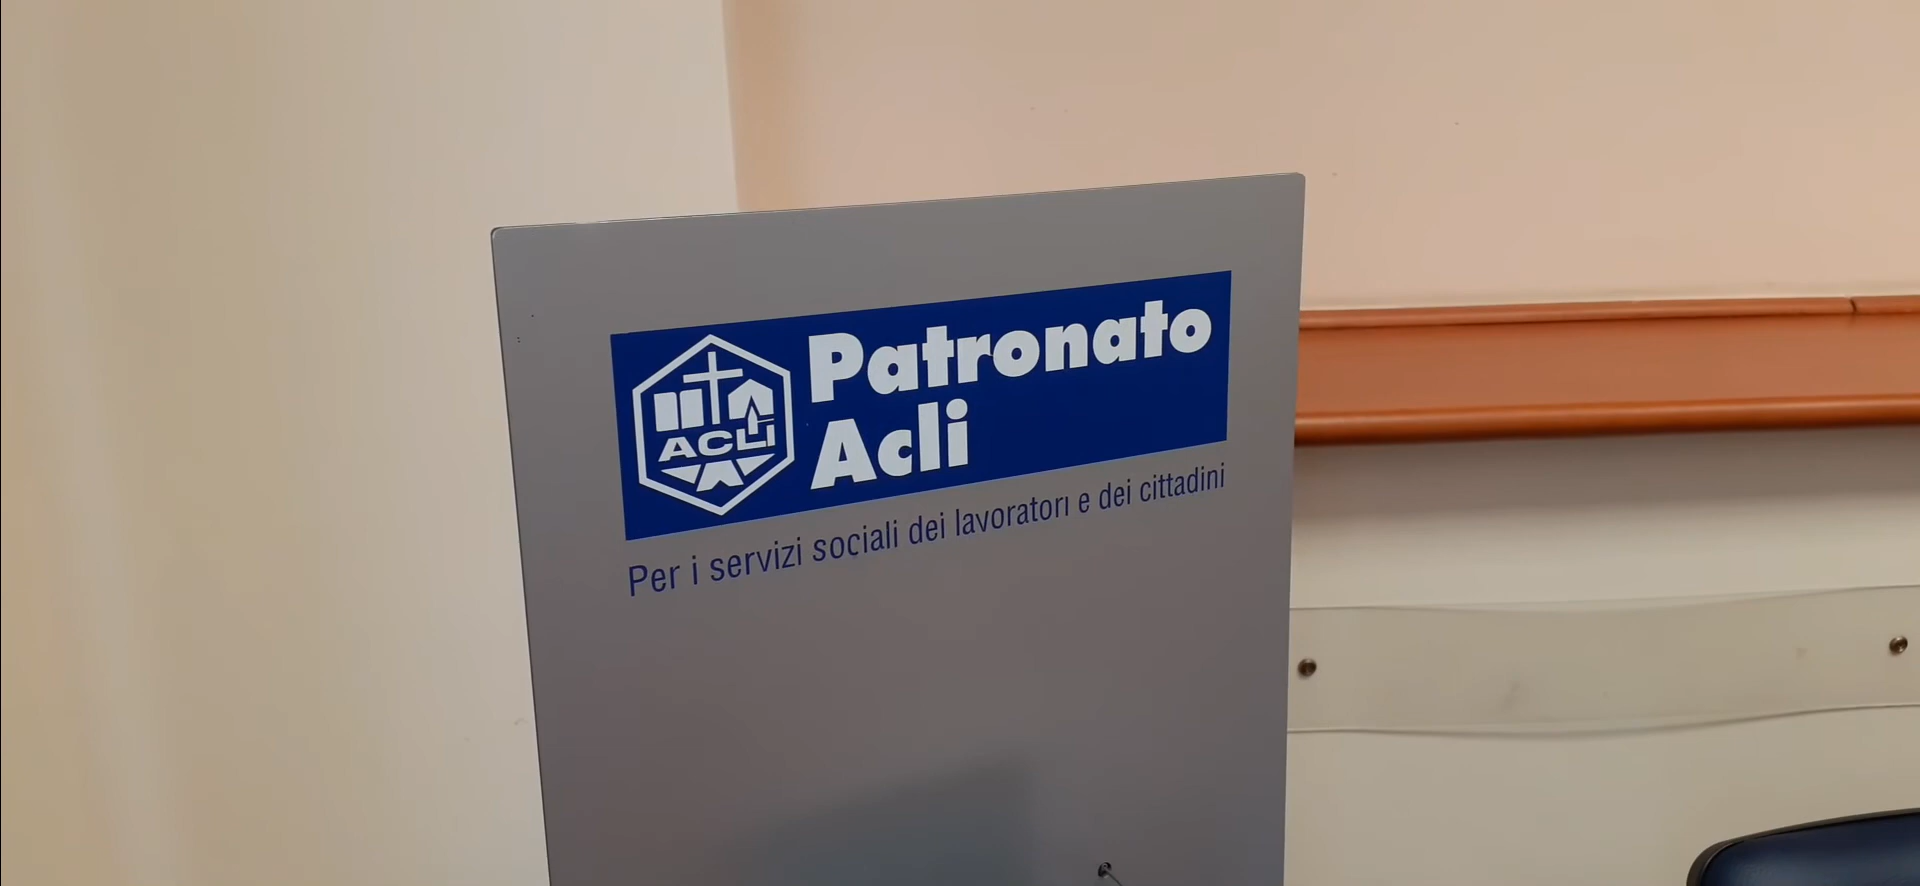 Patronato
Acli
ACLI
Per i servizi sociali dei lavoratori e dei cittadini